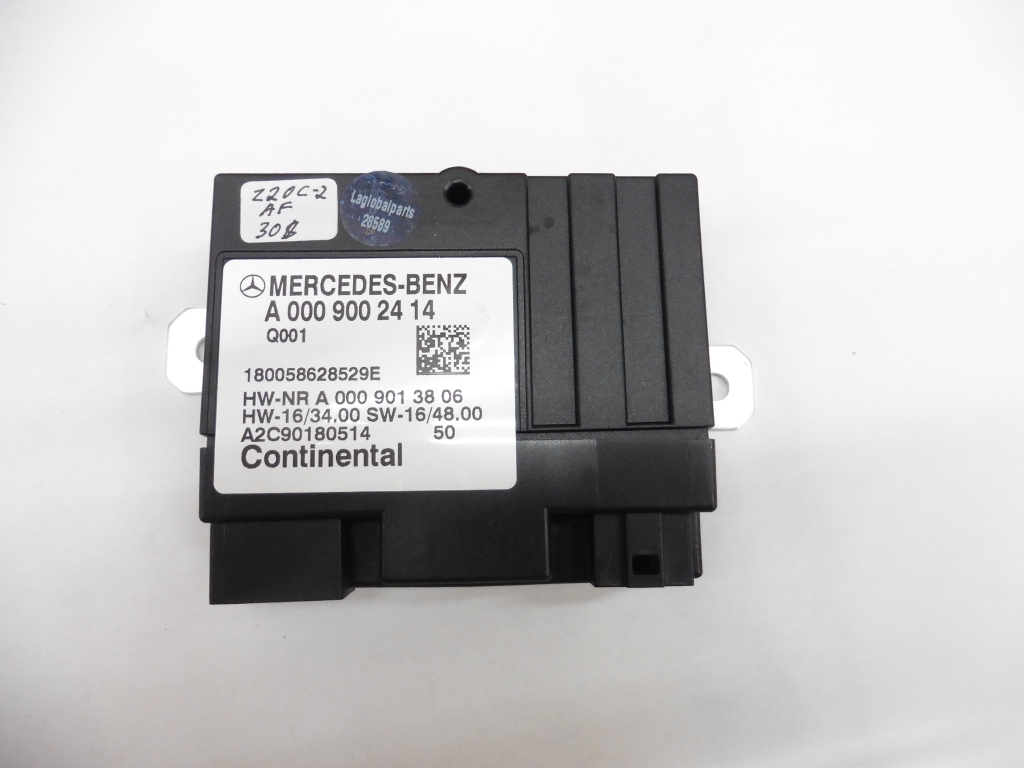 Z20C-2
AF
30$
Laglobalparts
28589
MERCEDES-BENZ
A 000 900 24 14
Q001
180058628529E
HW-NR A 000 901 38 06
HW-16/34.00 SW-16/48.00
A2C90180514 50
Continental